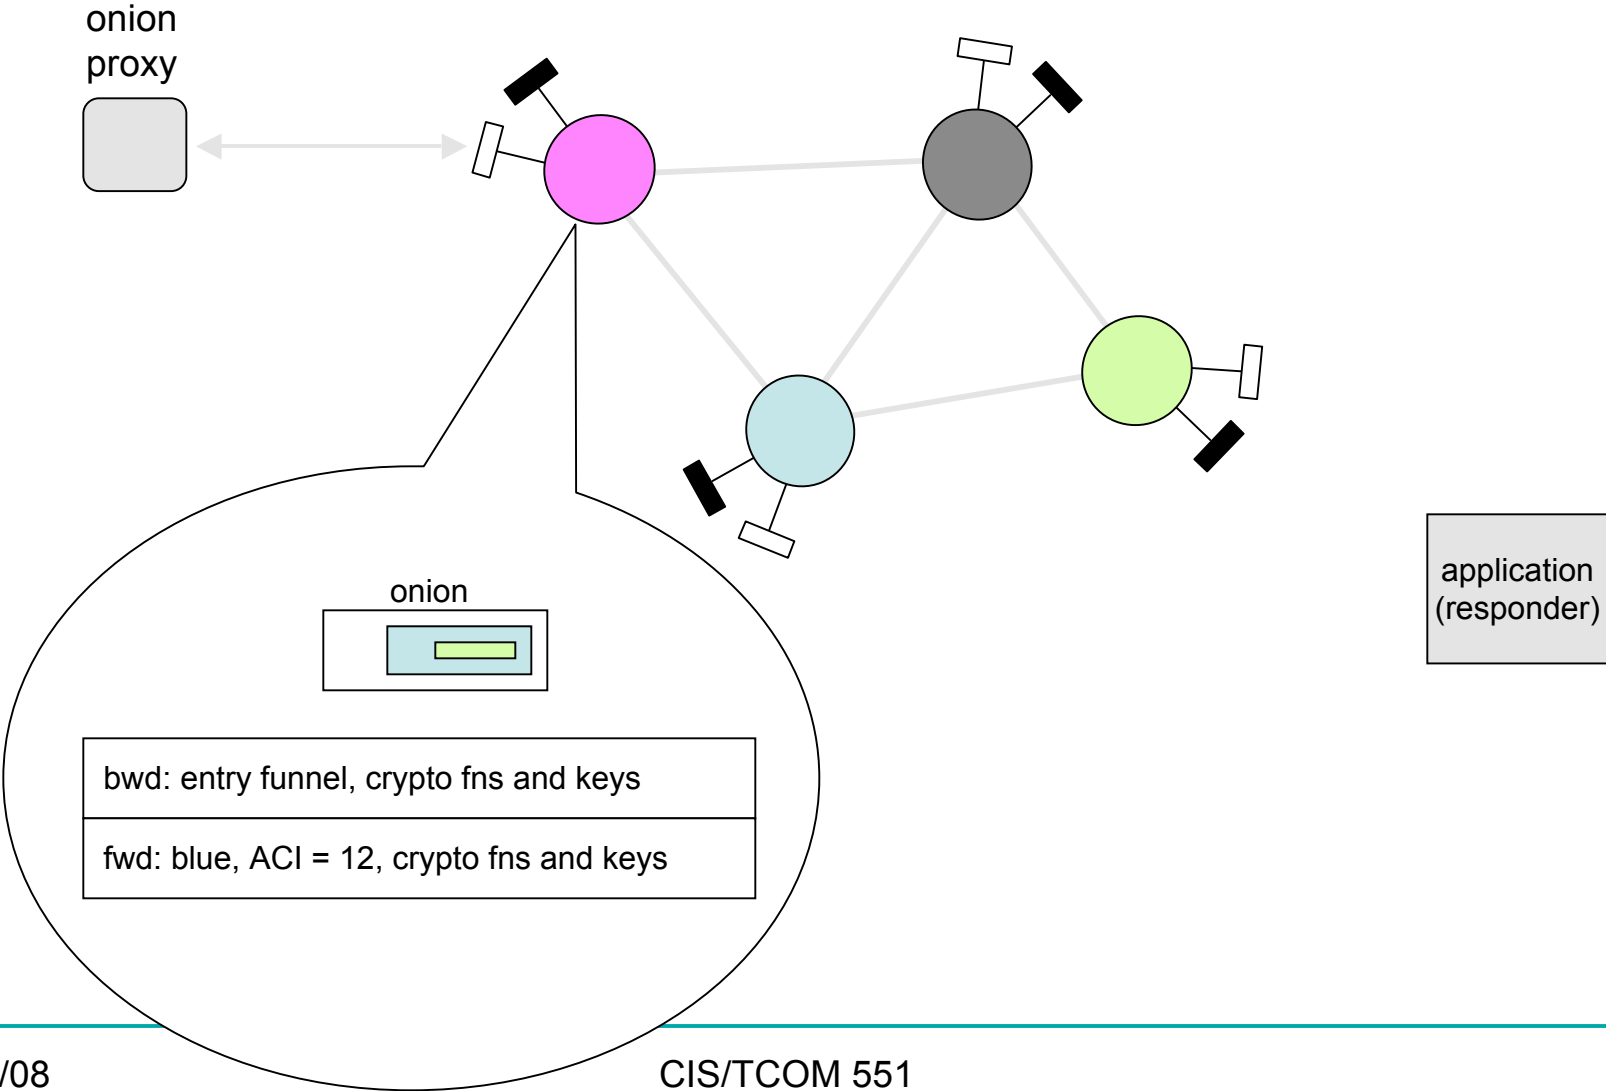 onion
proxy
application
(responder)
onion
bwd: entry funnel, crypto fns and keys
fwd: blue, ACI = 12, crypto fns and keys
/08
CIS/TCOM 551